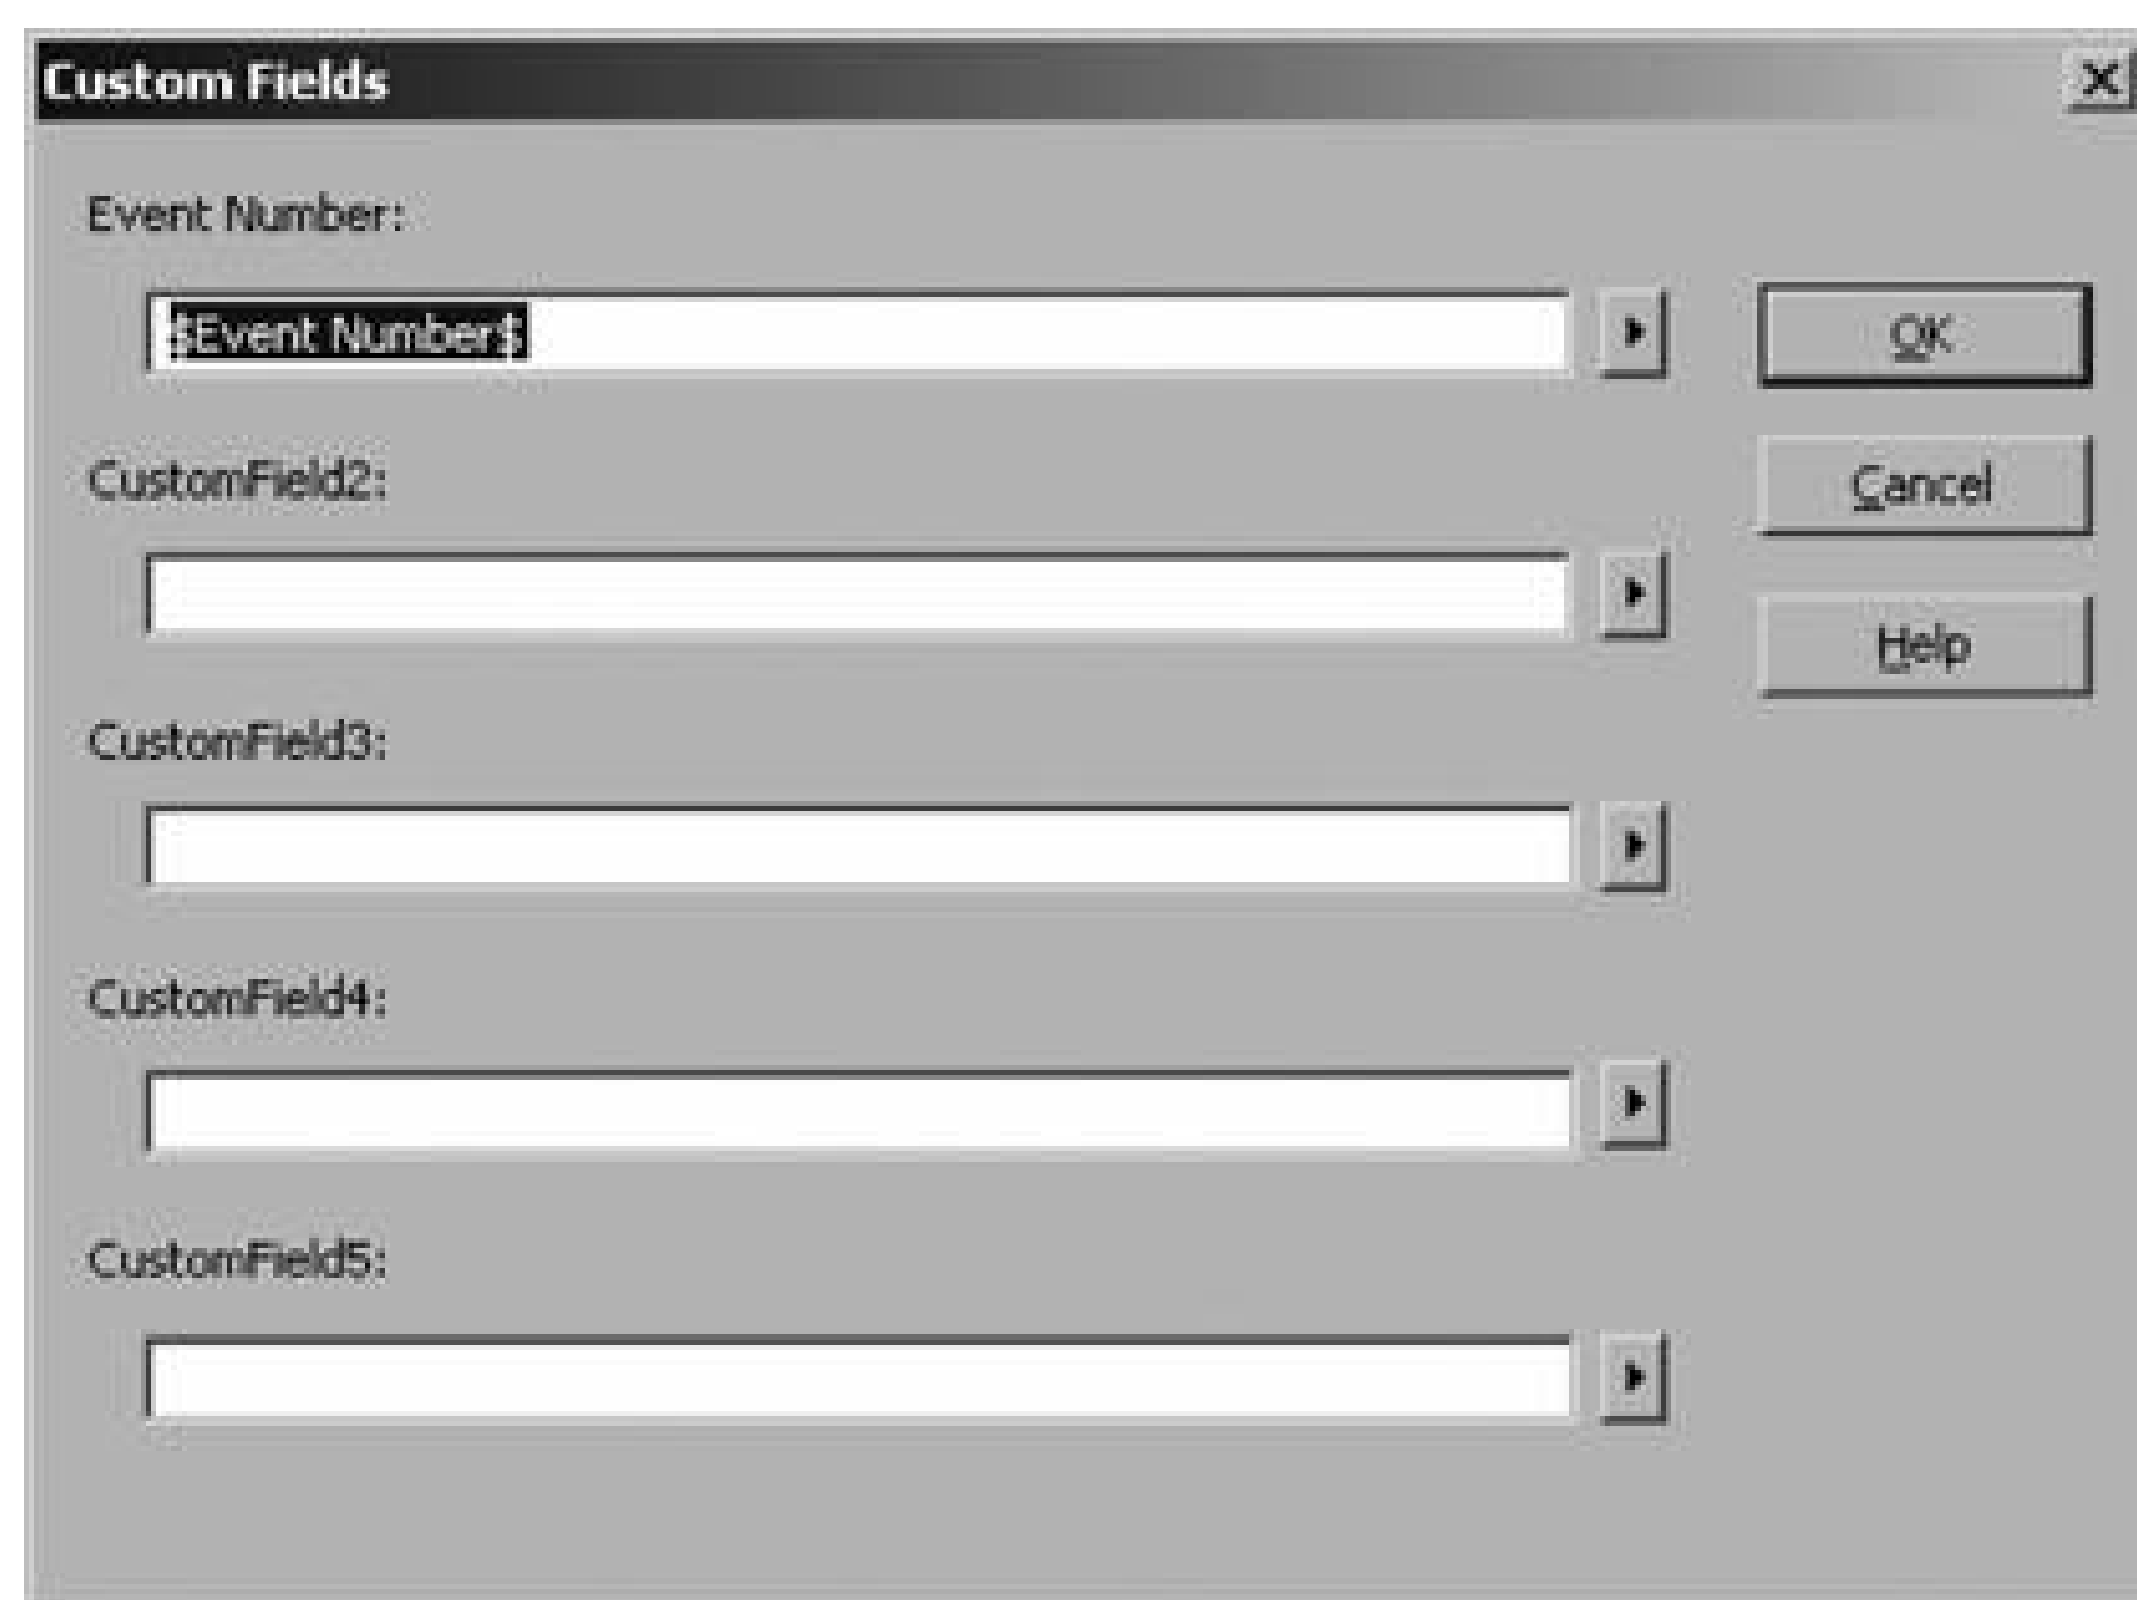 Custom Fields
Event Number:
$Event Number$
OK
CustomField2:
Cancel
Help
CustomField3:
CustomField4:
CustomField5: